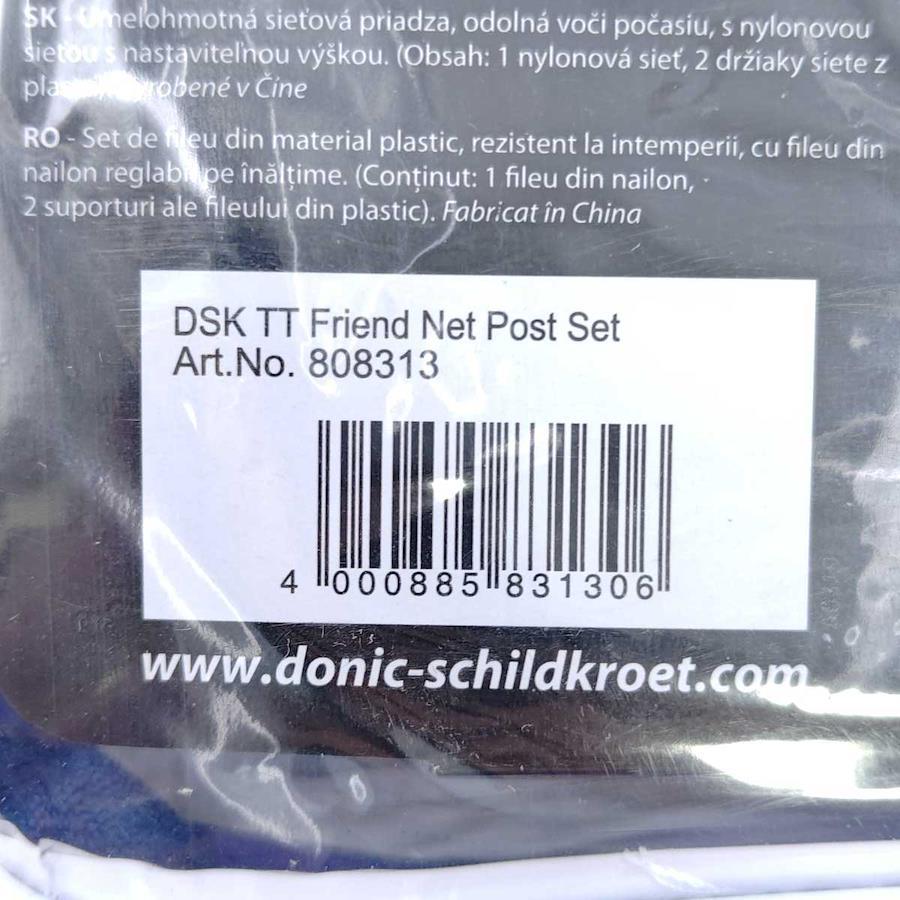 SK - Umelohmotná sieťová priadza, odolná voči počasiu, s nylonovou
sieťou s nastaviteľnou výškou. (Obsah: 1 nylonová sieť, 2 držiaky siete z
v Číne
RO - Set de fileu din material plastic, rezistent la intemperii, cu fileu din
nailon reglabil pe înălțime. (Conținut: 1 fileu din nailon,
2 suporturi ale fileului din plastic). Fabricat în China
DSK TT Friend Net Post Set
Art.No. 808313
4 000885 831306
www.donic-schildkroet.com